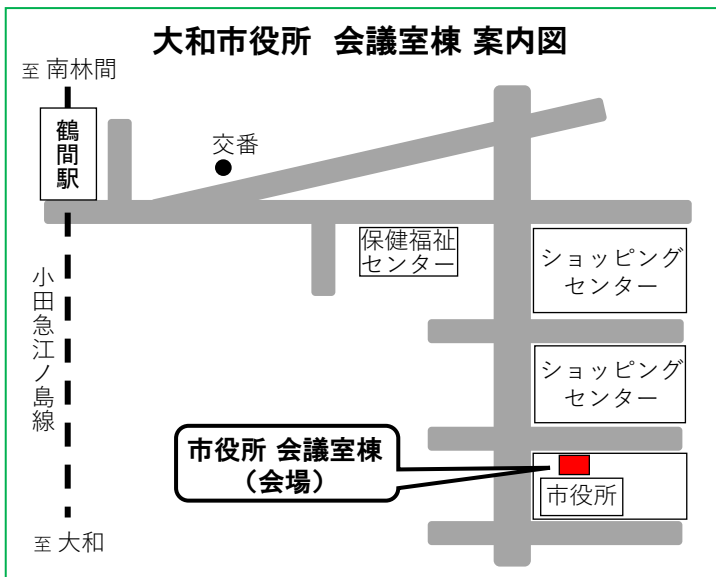 大和市役所 会議室棟 案内図
至 南林間
鶴間駅
交番
保健福祉
センター
ショッピング
センター
小田急江ノ島線
ショッピング
センター
市役所 会議室棟
（会場）
市役所
至 大和